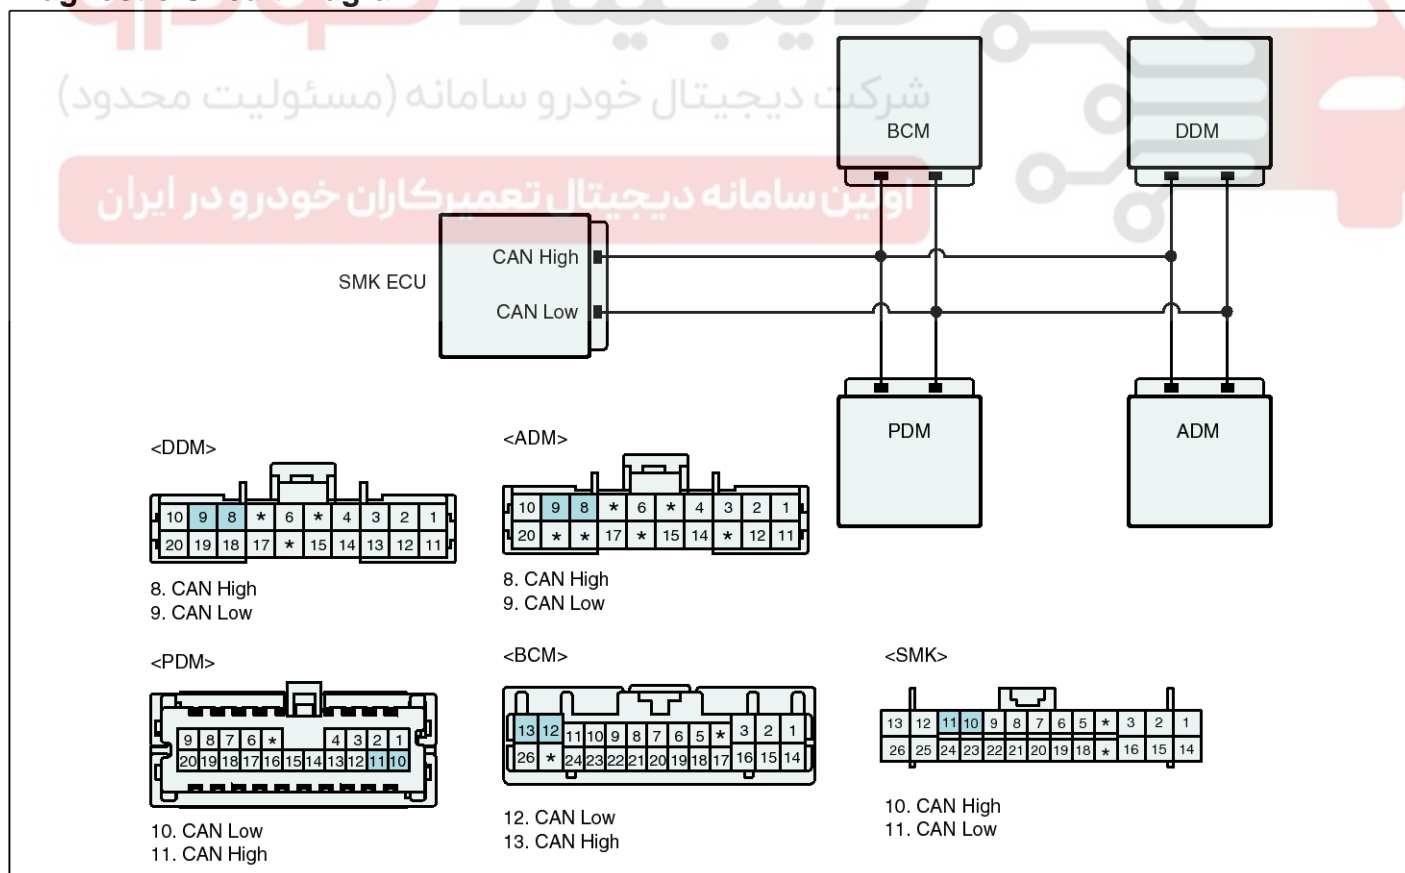 دیجیتال خودرو
شرکت دیجیتال خودرو سامانه (مسئولیت محدود)
اولین سامانه دیجیتال تعمیرکاران خودرو در ایران
BCM
DDM
SMK ECU
CAN High
CAN Low
PDM
ADM
<DDM>
10 9 8 * 6 * 4 3 2 1
20 19 18 17 * 15 14 13 12 11
8. CAN High
9. CAN Low
<ADM>
10 9 8 * 6 * 4 3 2 1
20 * * 17 * 15 14 * 12 11
8. CAN High
9. CAN Low
<PDM>
9 8 7 6 * 4 3 2 1
20 19 18 17 16 15 14 13 12 11 10
10. CAN Low
11. CAN High
<BCM>
13 12 11 10 9 8 7 6 5 * 3 2 1
26 * 24 23 22 21 20 19 18 17 16 15 14
12. CAN Low
13. CAN High
<SMK>
13 12 11 10 9 8 7 6 5 * 3 2 1
26 25 24 23 22 21 20 19 18 * 16 15 14
10. CAN High
11. CAN Low